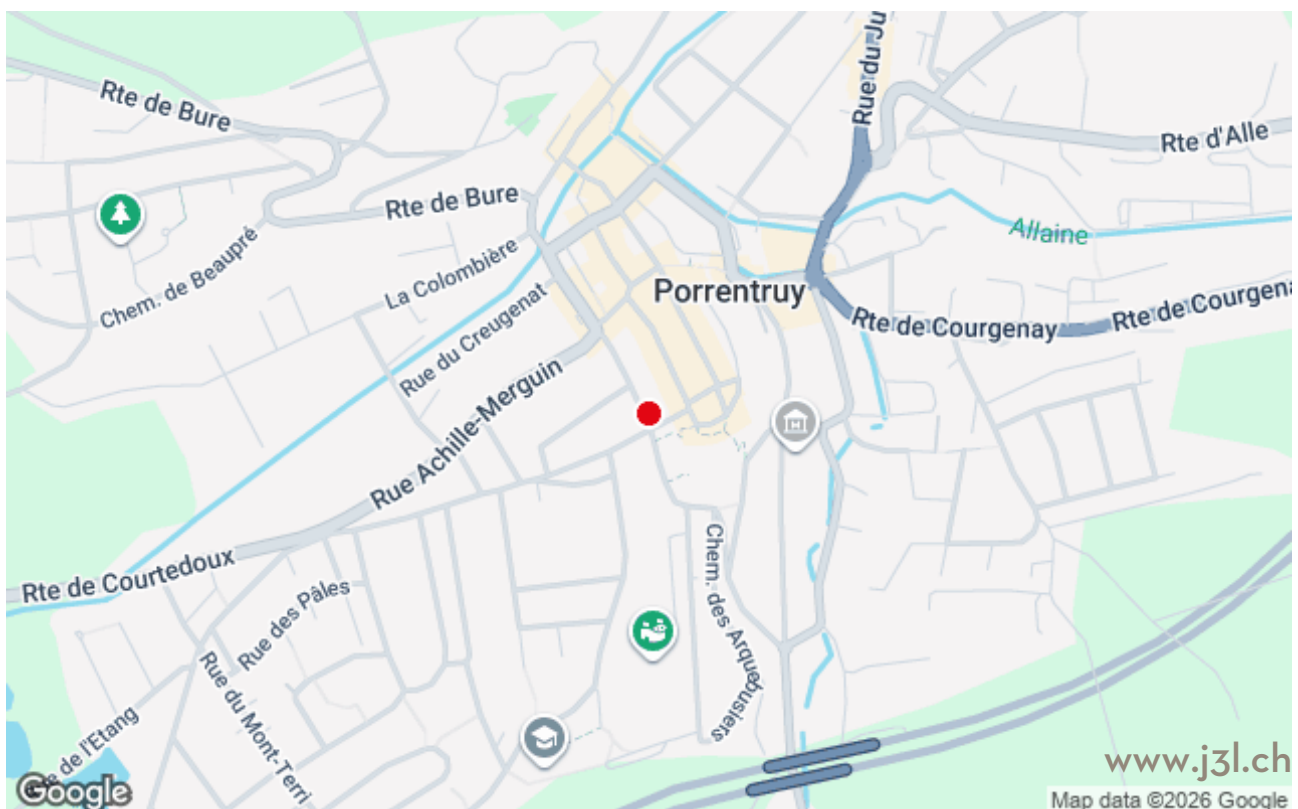 Rue du Ju
Rte de Bure
Rte d'Alle
Rte de Bure
Allaine
Chem. de Beaupré
La Colombière
Porrentruy
Rte de Courgena
Rte de Courgenay
Rue du Creugenat
Rue Achille-Merguin
Rte de Courtedoux
Rue des Pâles
Chem. des Arquebusiers
Rue du Mont-Terri
te de l'Etang
www.j3l.ch
Google
Map data ©2026 Google